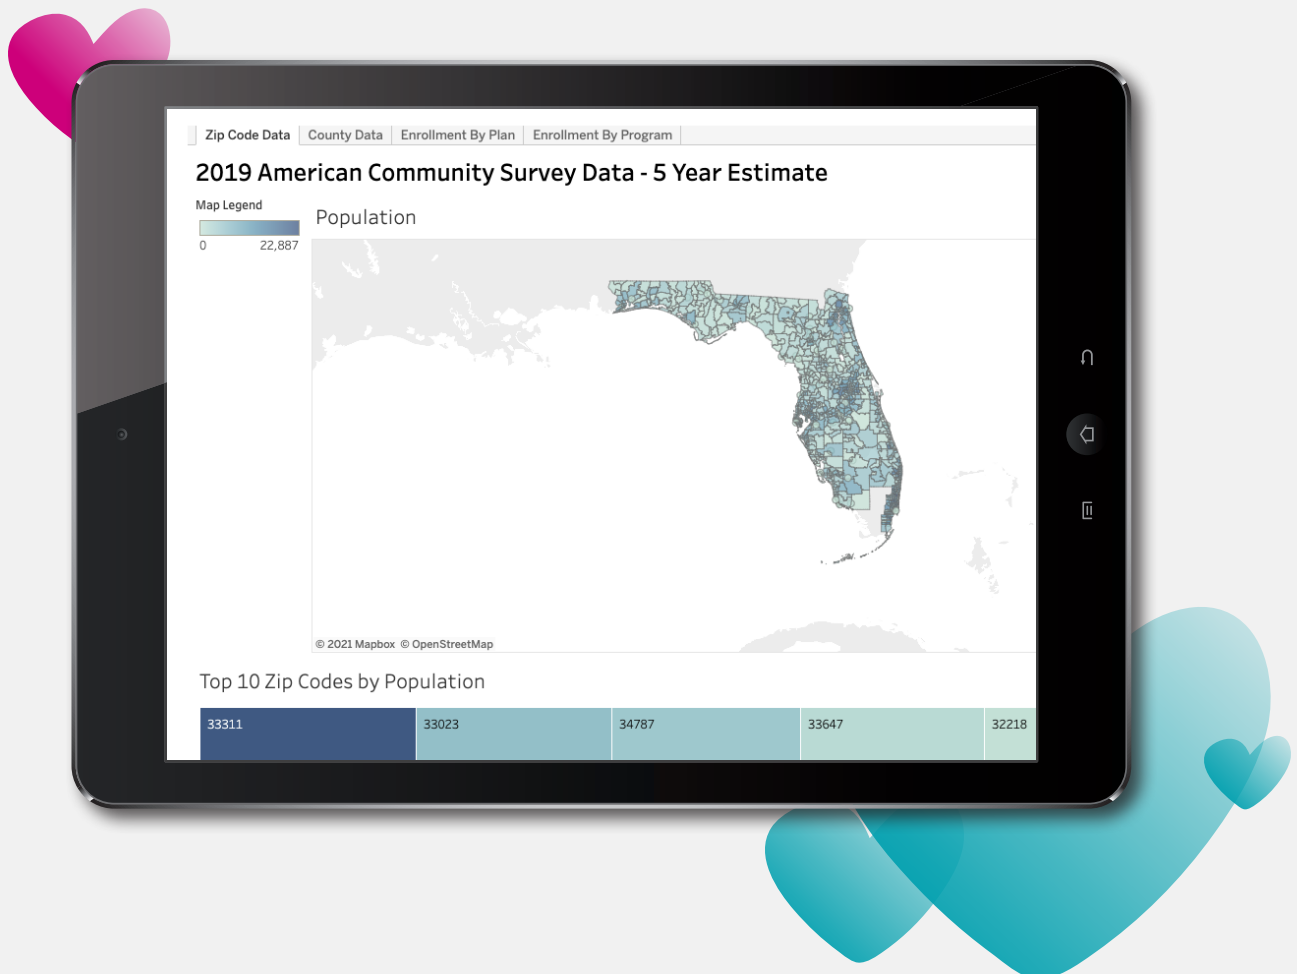 Zip Code Data County Data Enrollment By Plan Enrollment By Program
2019 American Community Survey Data - 5 Year Estimate
Map Legend
0 22,887
Population
© 2021 Mapbox © OpenStreetMap
Top 10 Zip Codes by Population
33311 33023 34787 33647 32218